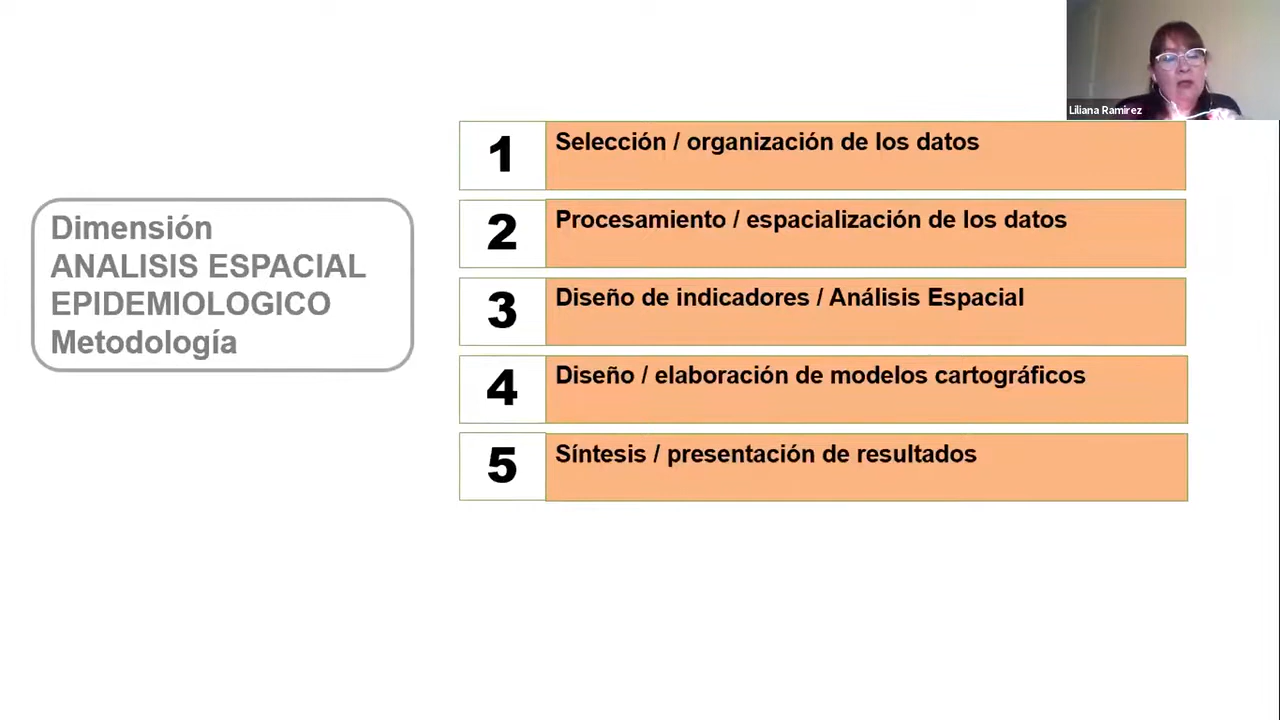 Liliana Ramirez
Dimensión
ANALISIS ESPACIAL
EPIDEMIOLOGICO
Metodología
1 Selección / organización de los datos
2 Procesamiento / espacialización de los datos
3 Diseño de indicadores / Análisis Espacial
4 Diseño / elaboración de modelos cartográficos
5 Síntesis / presentación de resultados